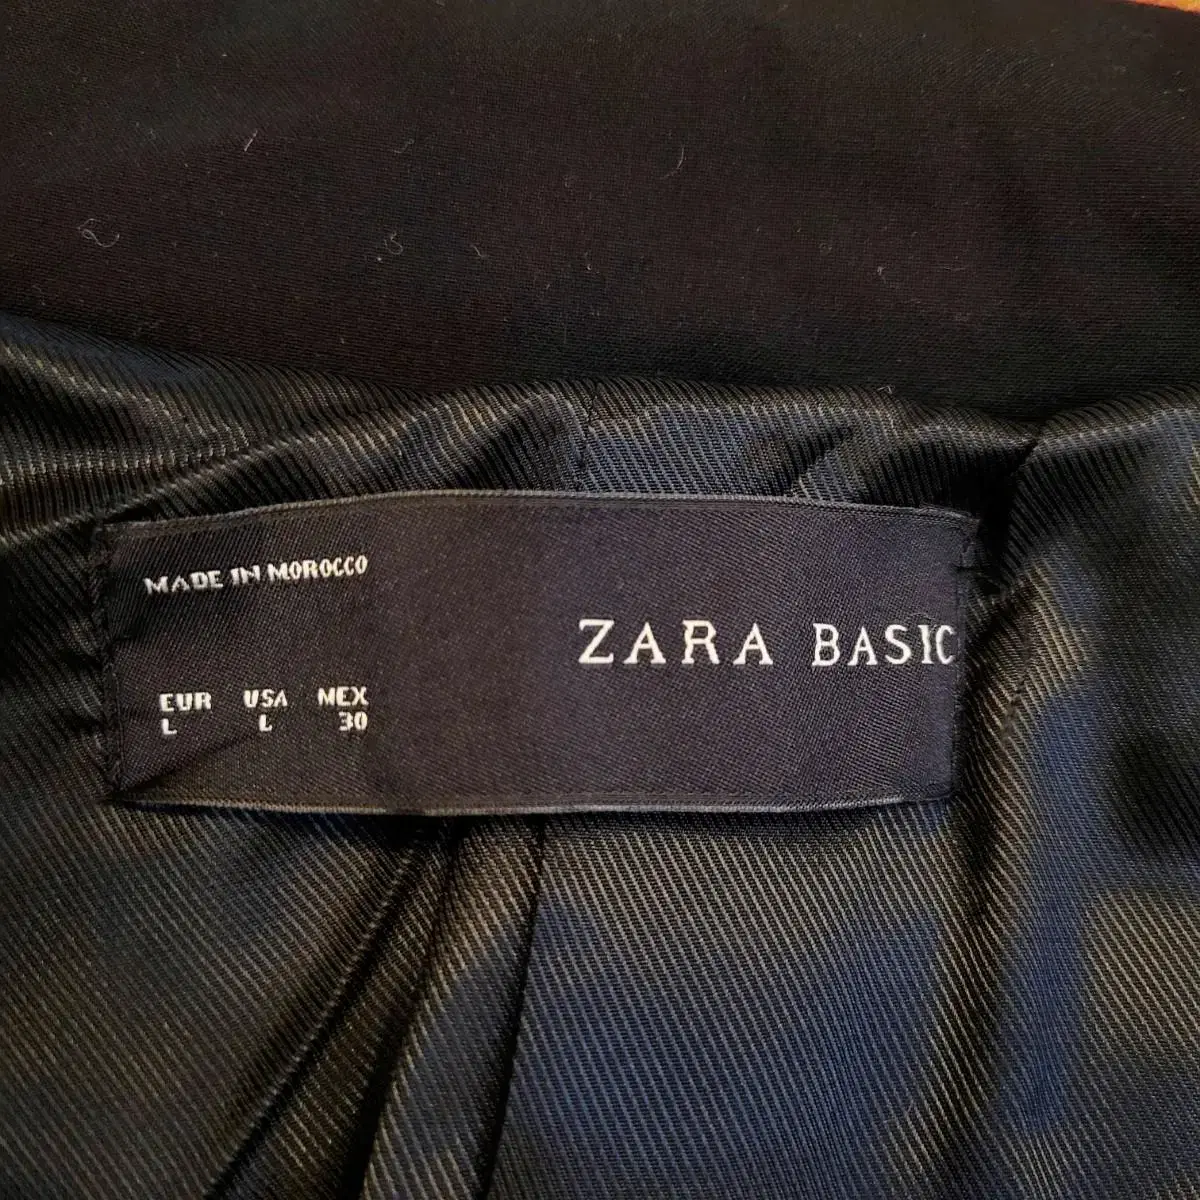 MADE IN MOROCCO
ZARA BASIC
EUR USA MEX
L L 30